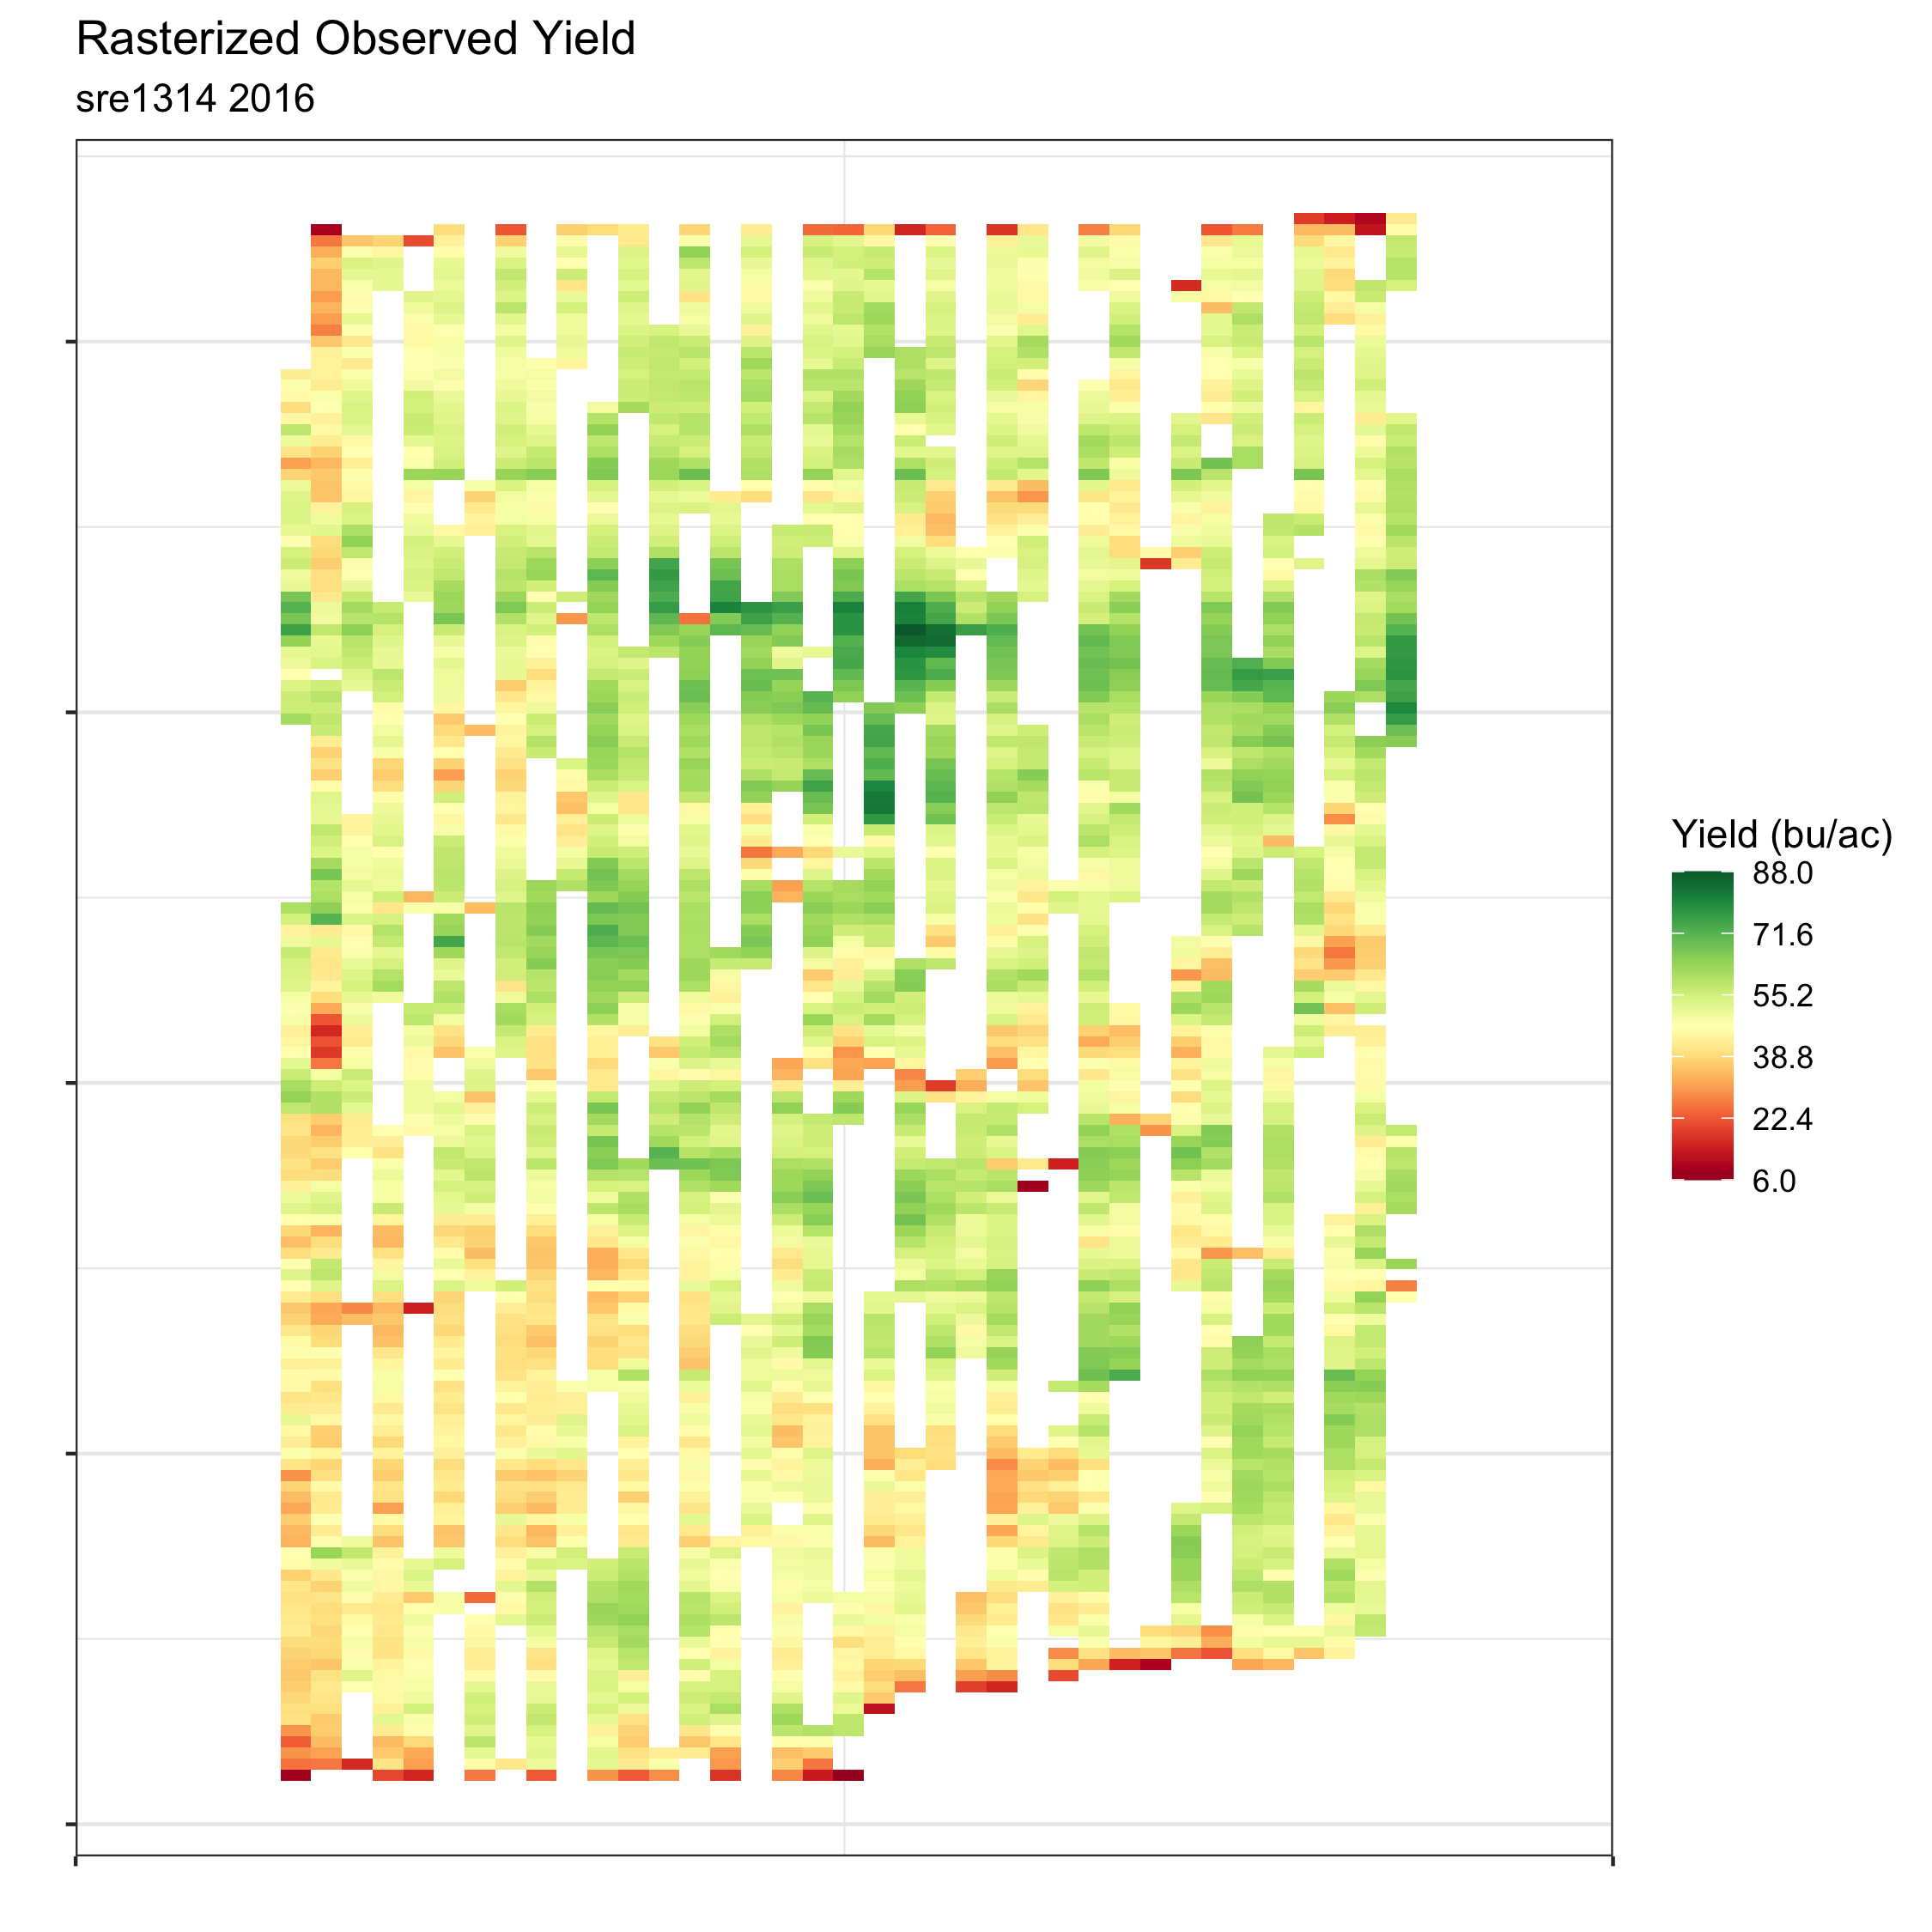 Rasterized Observed Yield
sre1314 2016
Yield (bu/ac)
88.0
71.6
55.2
38.8
22.4
6.0